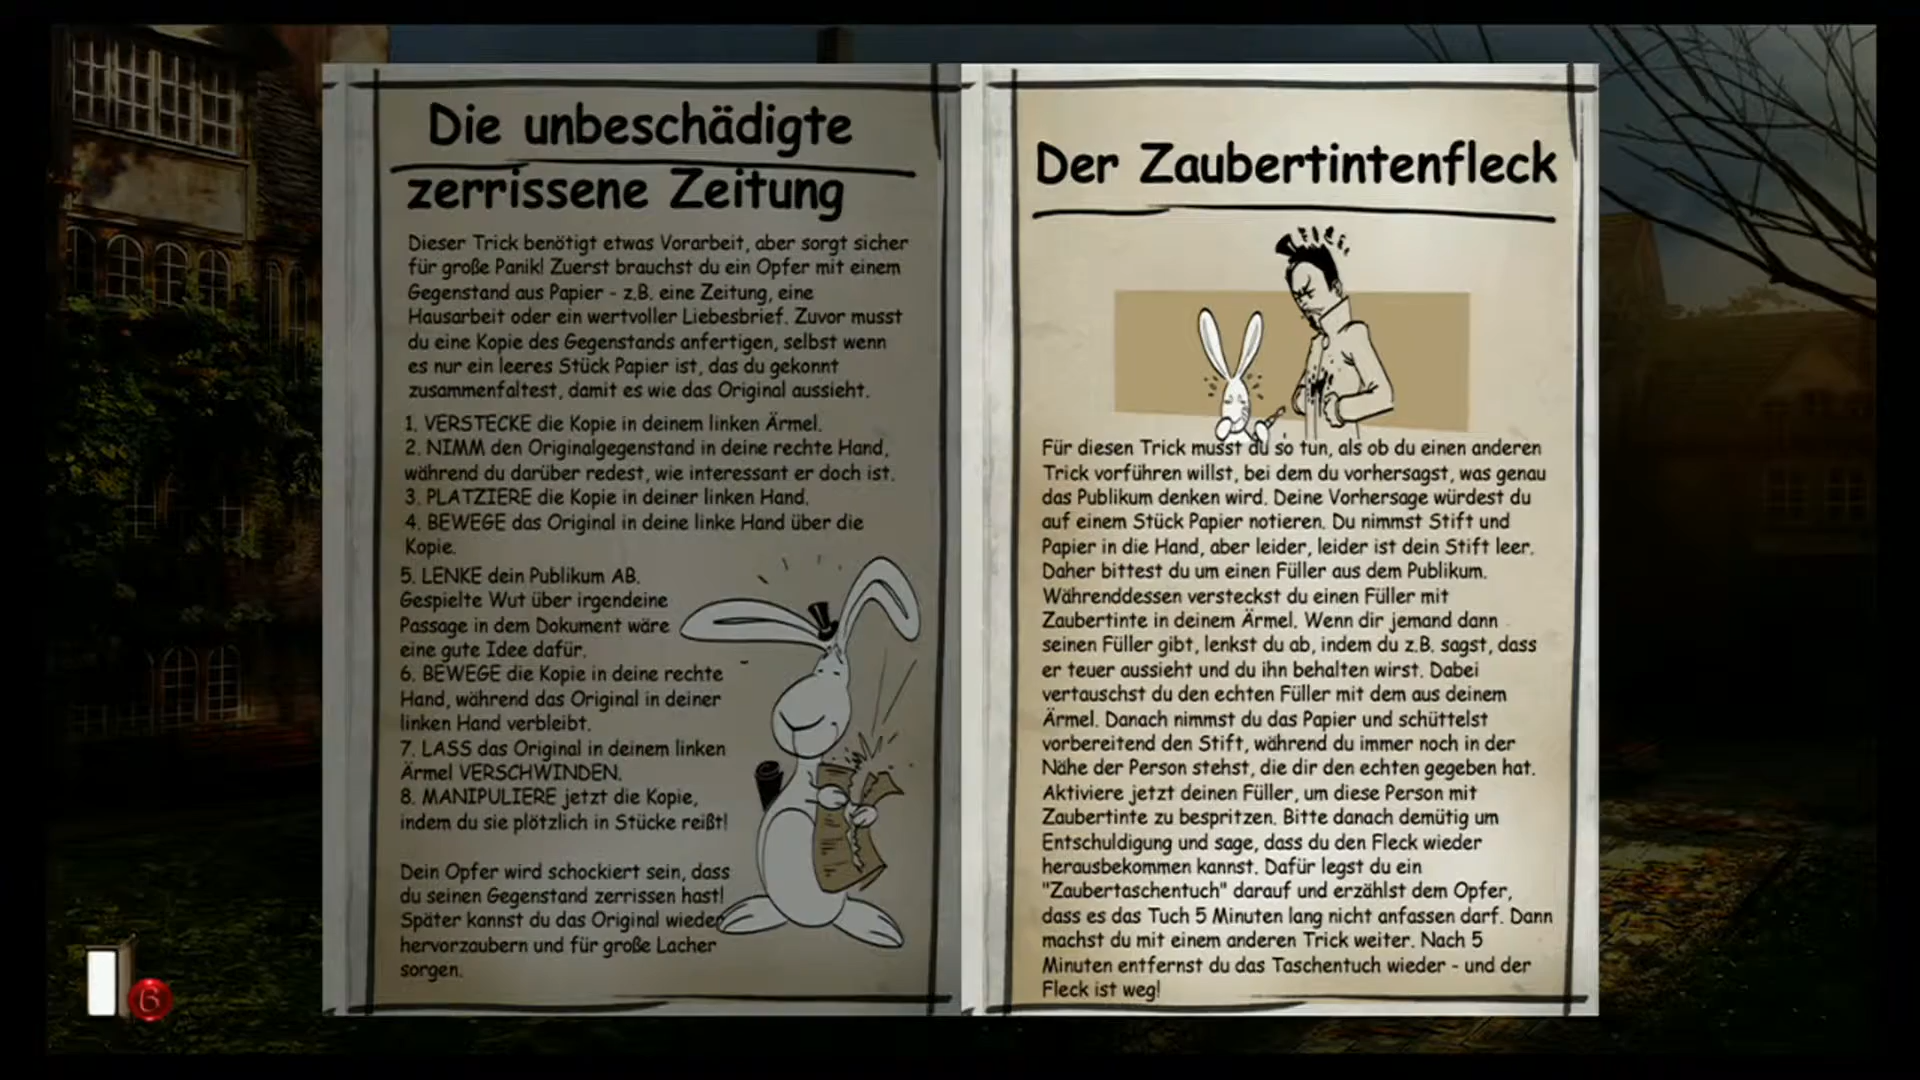 Die unbeschädigte
zerrissene Zeitung
Dieser Trick benötigt etwas Vorarbeit, aber sorgt sicher
für große Panik! Zuerst brauchst du ein Opfer mit einem
Gegenstand aus Papier - z.B. eine Zeitung, eine
Hausarbeit oder ein wertvoller Liebesbrief. Zuvor musst
du eine Kopie des Gegenstands anfertigen, selbst wenn
es nur ein leeres Stück Papier ist, das du gekonnt
zusammenfaltest, damit es wie das Original aussieht.
1. VERSTECKE die Kopie in deinem linken Ärmel.
2. NIMM den Originalgegenstand in deine rechte Hand,
während du darüber redest, wie interessant er doch ist.
3. PLATZIERE die Kopie in deiner linken Hand.
4. BEWEGE das Original in deine linke Hand über die
Kopie.
5. LENKE dein Publikum AB.
Gespielte Wut über irgendeine
Passage in dem Dokument wäre
eine gute Idee dafür.
6. BEWEGE die Kopie in deine rechte
Hand, während das Original in deiner
linken Hand verbleibt.
7. LASS das Original in deinem linken
Ärmel VERSCHWINDEN.
8. MANIPULIERE jetzt die Kopie,
indem du sie plötzlich in Stücke reißt!
Dein Opfer wird schockiert sein, dass
du seinen Gegenstand zerrissen hast!
Später kannst du das Original wieder
hervorzaubern und für große Lacher
sorgen.
Der Zaubertintenfleck
Für diesen Trick musst du so tun, als ob du einen anderen
Trick vorführen willst, bei dem du vorhersagst, was genau
das Publikum denken wird. Deine Vorhersage würdest du
auf einem Stück Papier notieren. Du nimmst Stift und
Papier in die Hand, aber leider, leider ist dein Stift leer.
Daher bittest du um einen Füller aus dem Publikum.
Währenddessen versteckst du einen Füller mit
Zaubertinte in deinem Ärmel. Wenn dir jemand dann
seinen Füller gibt, lenkst du ab, indem du z.B. sagst, dass
er teuer aussieht und du ihn behalten wirst. Dabei
vertauschst du den echten Füller mit dem aus deinem
Ärmel. Danach nimmst du das Papier und schüttelst
vorbereitend den Stift, während du immer noch in der
Nähe der Person stehst, die dir den echten gegeben hat.
Aktiviere jetzt deinen Füller, um diese Person mit
Zaubertinte zu bespritzen. Bitte danach demütig um
Entschuldigung und sage, dass du den Fleck wieder
herausbekommen kannst. Dafür legst du ein
"Zaubertaschentuch" darauf und erzählst dem Opfer,
dass es das Tuch 5 Minuten lang nicht anfassen darf. Dann
machst du mit einem anderen Trick weiter. Nach 5
Minuten entfernst du das Taschentuch wieder - und der
Fleck ist weg!
B